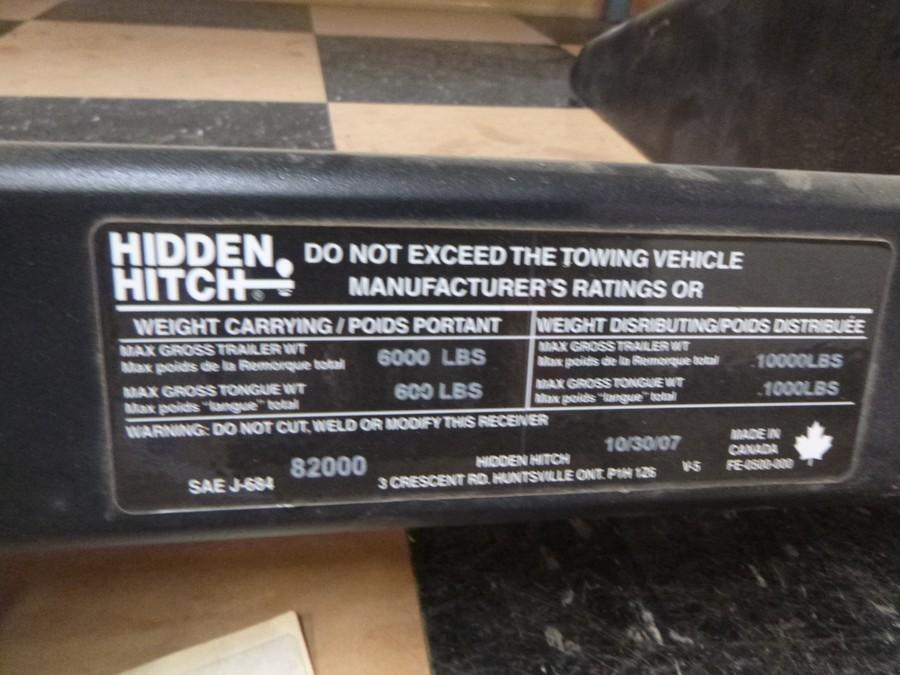 HIDDEN HITCH® DO NOT EXCEED THE TOWING VEHICLE
MANUFACTURER'S RATINGS OR
WEIGHT CARRYING / POIDS PORTANT
MAX GROSS TRAILER WT 6000 LBS
Max poids de la Remorque total
MAX GROSS TONGUE WT 600 LBS
Max poids "langue" total
WEIGHT DISRIBUTING/POIDS DISTRIBUÉE
MAX GROSS TRAILER WT .10000LBS
Max poids de la Remorque total
MAX GROSS TONGUE WT .1000LBS
Max poids "langue" total
WARNING: DO NOT CUT, WELD OR MODIFY THIS RECEIVER
SAE J-684 82000
HIDDEN HITCH 10/30/07
3 CRESCENT RD. HUNTSVILLE ONT. P1H 1Z6 V-5
MADE IN
CANADA
FE-0500-000